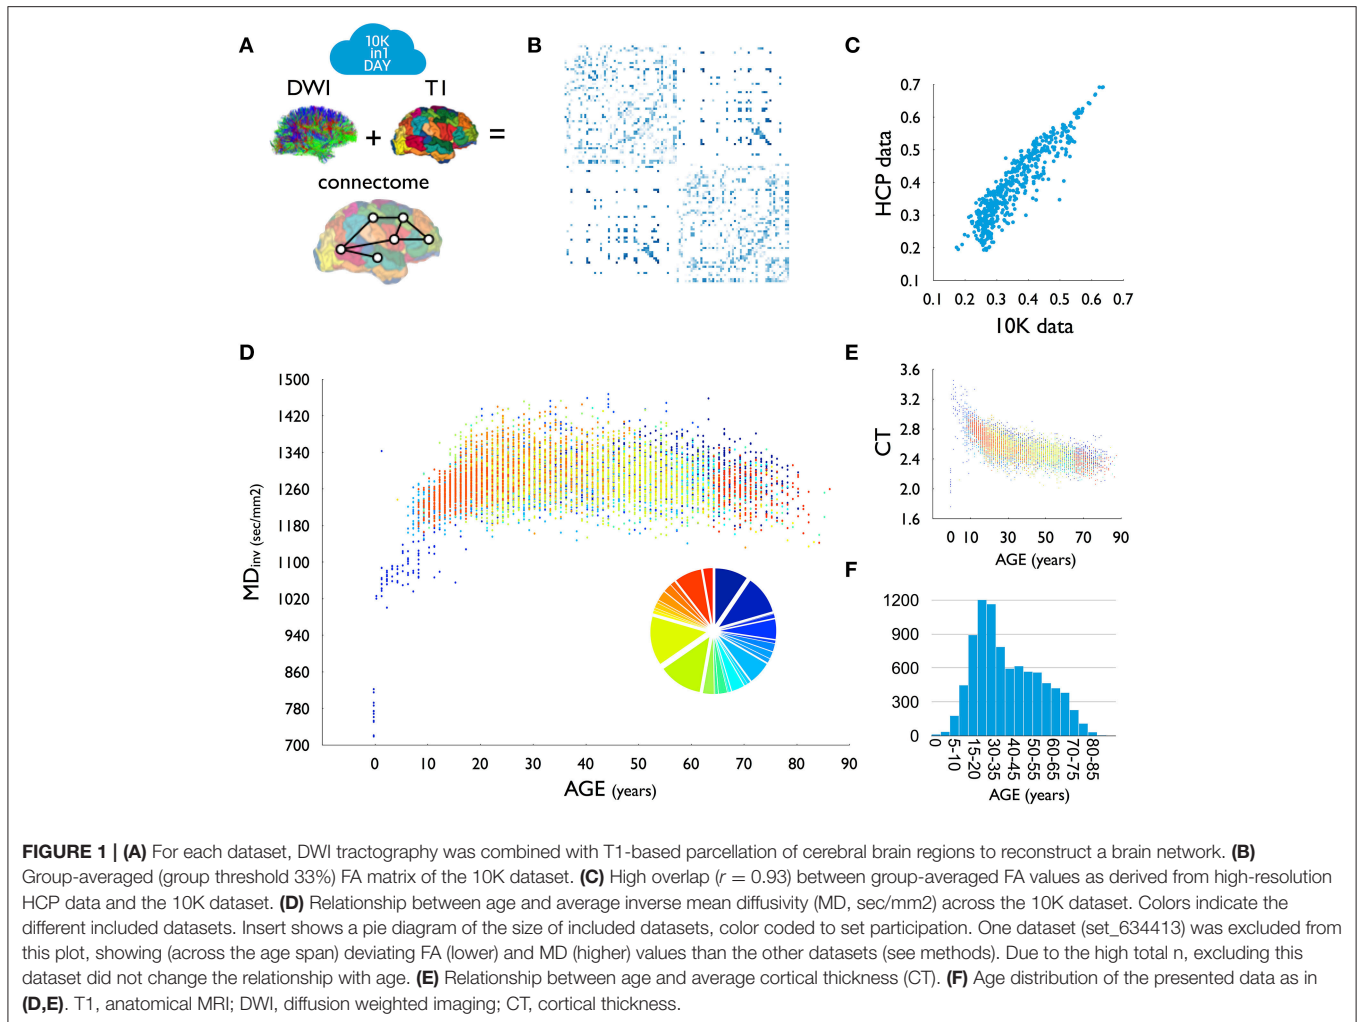 A
10K
in1
DAY
DWI
T1
+
=
connectome
B
C
HCP data
0.7
0.6
0.5
0.4
0.3
0.2
0.1
0.1 0.2 0.3 0.4 0.5 0.6 0.7
10K data
D
MDinv (sec/mm2)
1500
1420
1340
1260
1180
1100
1020
940
860
780
700
0 10 20 30 40 50 60 70 80 90
AGE (years)
E
CT
3.6
3.2
2.8
2.4
2.0
1.6
0 10 30 50 70 90
AGE (years)
F
1200
900
600
300
0
0 5-10 15-20 30-35 40-45 50-55 60-65 70-75 80-85
AGE (years)
FIGURE 1 | (A) For each dataset, DWI tractography was combined with T1-based parcellation of cerebral brain regions to reconstruct a brain network. (B)
Group-averaged (group threshold 33%) FA matrix of the 10K dataset. (C) High overlap (r = 0.93) between group-averaged FA values as derived from high-resolution
HCP data and the 10K dataset. (D) Relationship between age and average inverse mean diffusivity (MD, sec/mm2) across the 10K dataset. Colors indicate the
different included datasets. Insert shows a pie diagram of the size of included datasets, color coded to set participation. One dataset (set_634413) was excluded from
this plot, showing (across the age span) deviating FA (lower) and MD (higher) values than the other datasets (see methods). Due to the high total n, excluding this
dataset did not change the relationship with age. (E) Relationship between age and average cortical thickness (CT). (F) Age distribution of the presented data as in
(D,E). T1, anatomical MRI; DWI, diffusion weighted imaging; CT, cortical thickness.